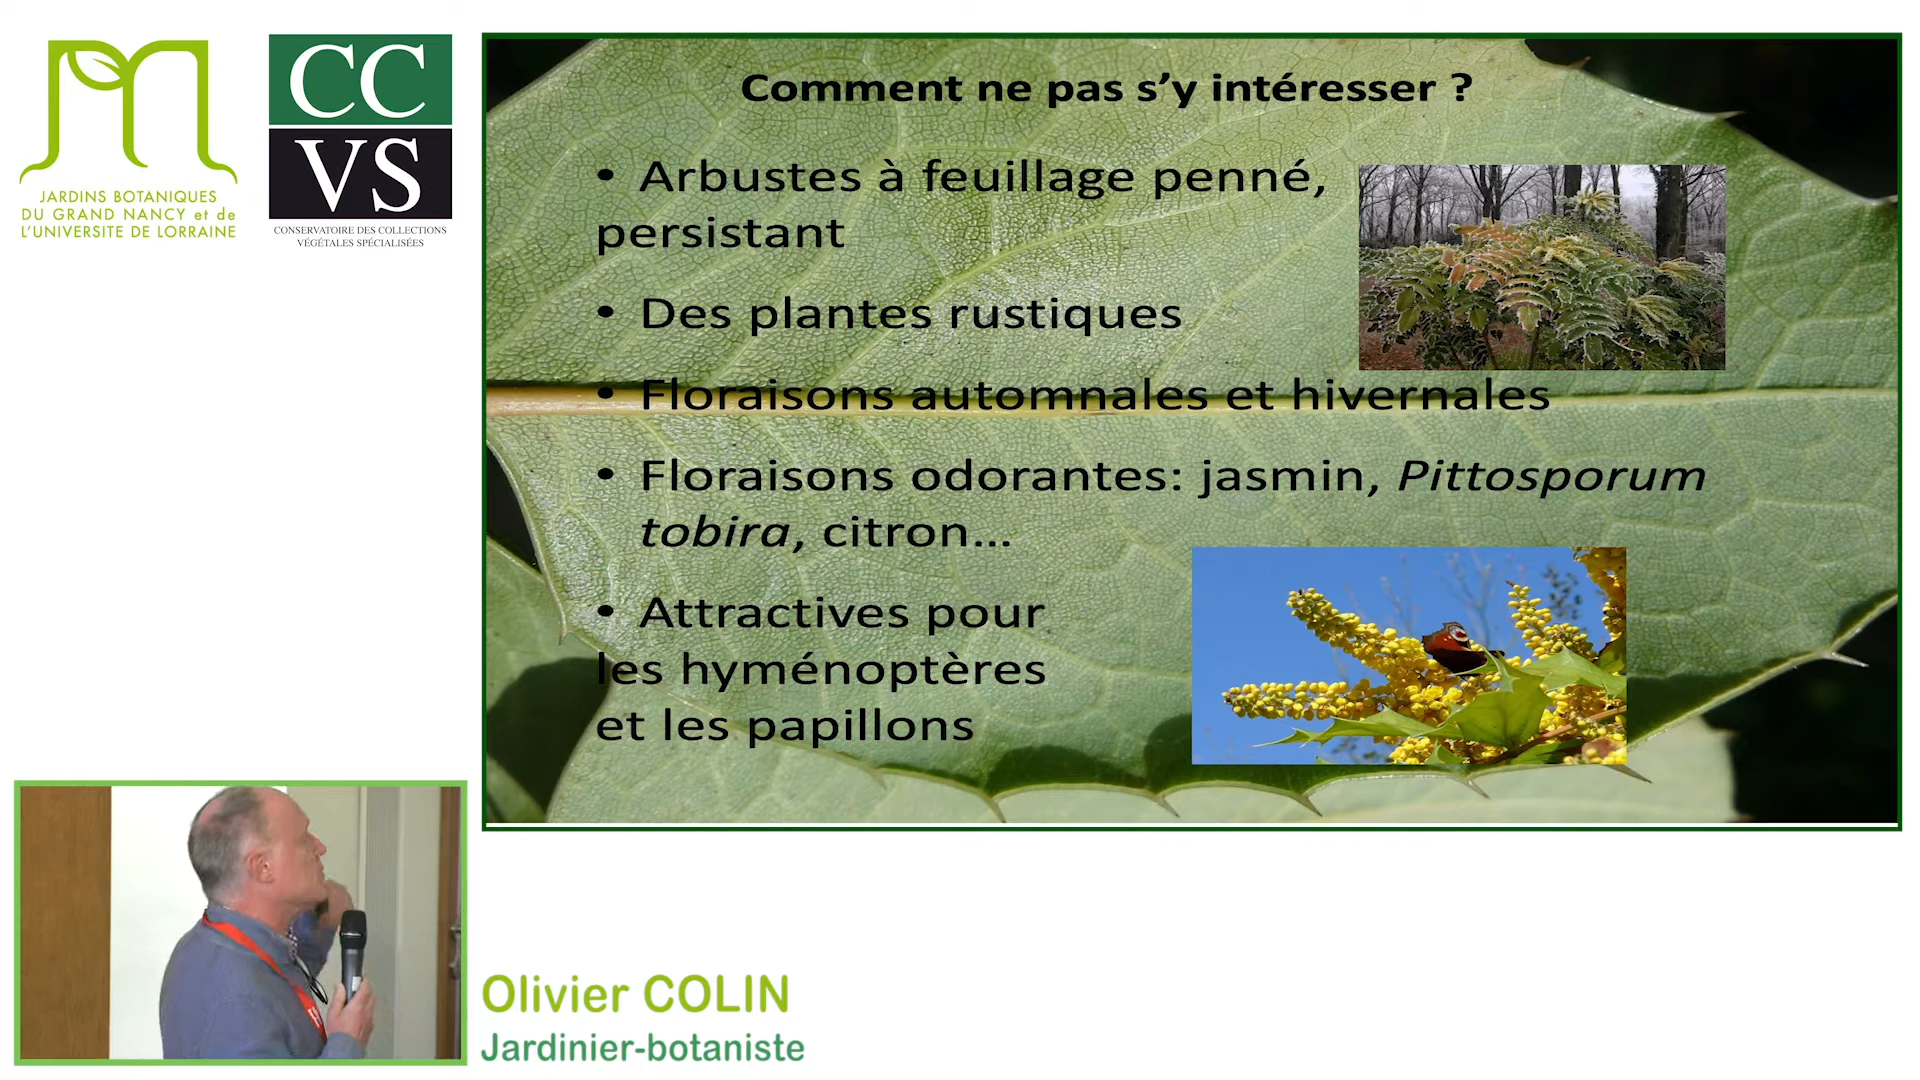 JARDINS BOTANIQUES
DU GRAND NANCY et de
L'UNIVERSITE DE LORRAINE
CC
VS
CONSERVATOIRE DES COLLECTIONS
VÉGÉTALES SPÉCIALISÉES
Comment ne pas s’y intéresser ?
• Arbustes à feuillage penné,
persistant
• Des plantes rustiques
• Floraisons automnales et hivernales
• Floraisons odorantes: jasmin, Pittosporum
tobira, citron…
• Attractives pour
les hyménoptères
et les papillons
Olivier COLIN
Jardinier-botaniste